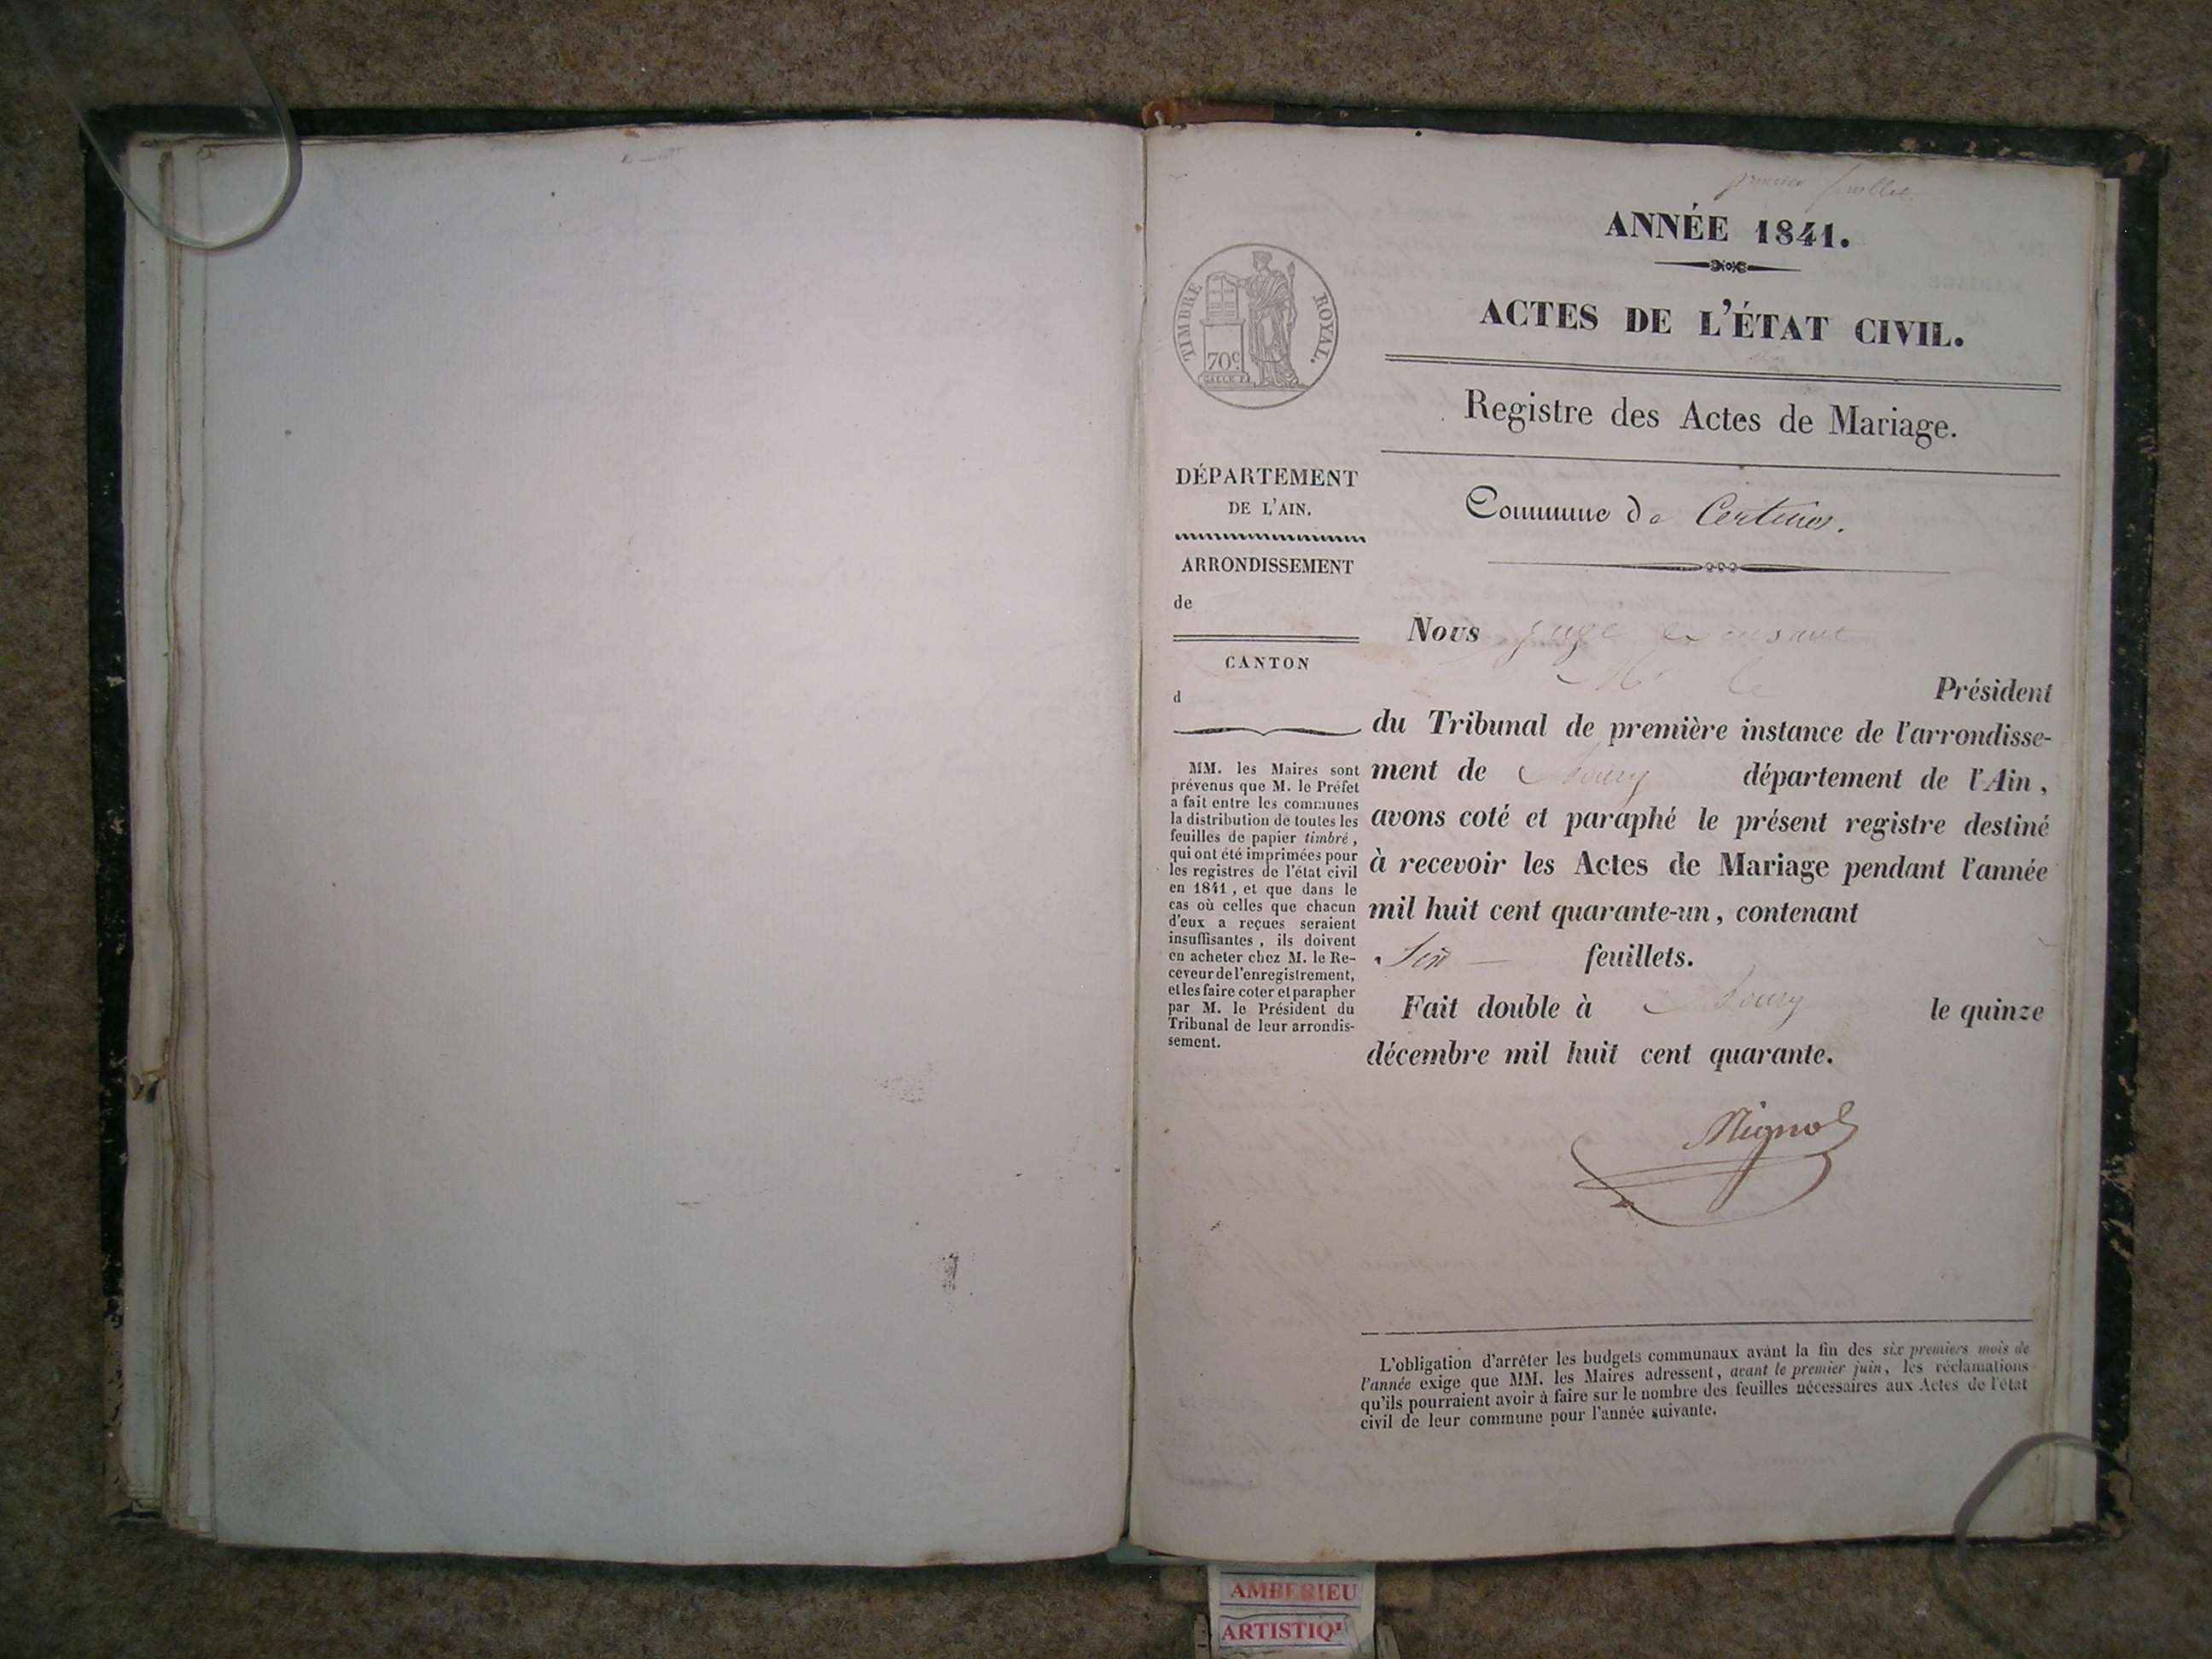 premier feuillet
ANNÉE 1841.
ACTES DE L'ÉTAT CIVIL.
Registre des Actes de Mariage.
TIMBRE ROYAL.
70c.
DÉPARTEMENT
DE L'AIN.
ARRONDISSEMENT
de
CANTON
d
MM. les Maires sont
prévenus que M. le Préfet
a fait entre les communes
la distribution de toutes les
feuilles de papier timbré,
qui ont été imprimées pour
les registres de l'état civil
en 1841, et que dans le
cas où celles que chacun
d'eux a reçues seraient
insuffisantes, ils doivent
en acheter chez M. le Re-
ceveur de l'enregistrement,
et les faire coter et parapher
par M. le Président du
Tribunal de leur arrondis-
sement.
Commune de Certines.
Nous juge
Mr le Président
du Tribunal de première instance de l'arrondisse-
ment de Bourg département de l'Ain,
avons coté et paraphé le présent registre destiné
à recevoir les Actes de Mariage pendant l'année
mil huit cent quarante-un, contenant
Six feuillets.
Fait double à Bourg le quinze
décembre mil huit cent quarante.
L'obligation d'arrêter les budgets communaux avant la fin des six premiers mois de
l'année exige que MM. les Maires adressent, avant le premier juin, les réclamations
qu'ils pourraient avoir à faire sur le nombre des feuilles nécessaires aux Actes de l'état
civil de leur commune pour l'année suivante.
AMBERIEU
ARTISTIQ